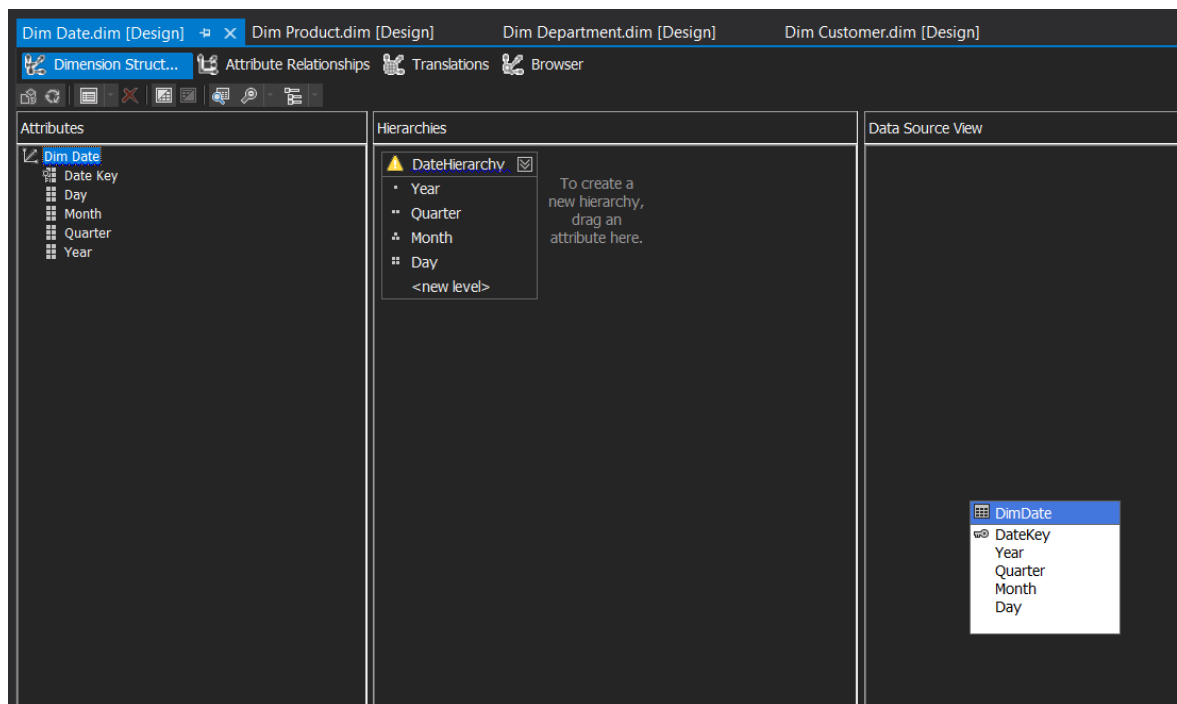 Dim Date.dim [Design] Dim Product.dim [Design] Dim Department.dim [Design] Dim Customer.dim [Design]
Dimension Struct... Attribute Relationships Translations Browser
Attributes
Dim Date
Date Key
Day
Month
Quarter
Year
Hierarchies
DateHierarchy
Year
Quarter
Month
Day
<new level>
To create a
new hierarchy,
drag an
attribute here.
Data Source View
DimDate
DateKey
Year
Quarter
Month
Day